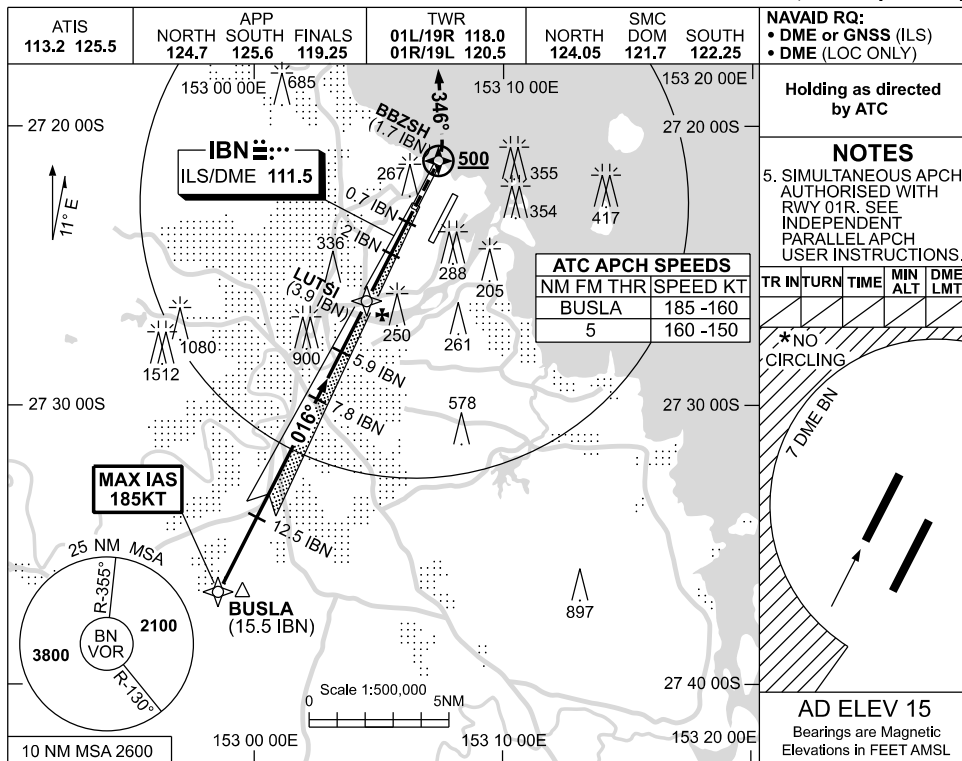 ATIS
113.2 125.5
APP
NORTH SOUTH FINALS
124.7 125.6 119.25
TWR
01L/19R 118.0
01R/19L 120.5
SMC
NORTH DOM SOUTH
124.05 121.7 122.25
NAVAID RQ:
• DME or GNSS (ILS)
• DME (LOC ONLY)
Holding as directed
by ATC
NOTES
5. SIMULTANEOUS APCH
AUTHORISED WITH
RWY 01R. SEE
INDEPENDENT
PARALLEL APCH
USER INSTRUCTIONS.
TR IN TURN TIME MIN ALT DME LMT
*NO
CIRCLING
7 DME BN
AD ELEV 15
Bearings are Magnetic
Elevations in FEET AMSL
153 00 00E
685
153 10 00E
153 20 00E
27 20 00S
27 20 00S
346°
BBZSH
(1.7 IBN)
500
IBN
ILS/DME 111.5
11° E
267
355
354
417
0.7 IBN
2 IBN
336
288
205
LUTSI
(3.9 IBN)
250
261
ATC APCH SPEEDS
NM FM THR SPEED KT
BUSLA 185 -160
5 160 -150
1080
1512
900
5.9 IBN
7.8 IBN
27 30 00S
27 30 00S
578
016°
MAX IAS
185KT
12.5 IBN
BUSLA
(15.5 IBN)
897
25 NM MSA
R-355°
BN
VOR
2100
3800
R-130°
10 NM MSA 2600
27 40 00S
Scale 1:500,000
0 5NM
153 00 00E
153 10 00E
153 20 00E